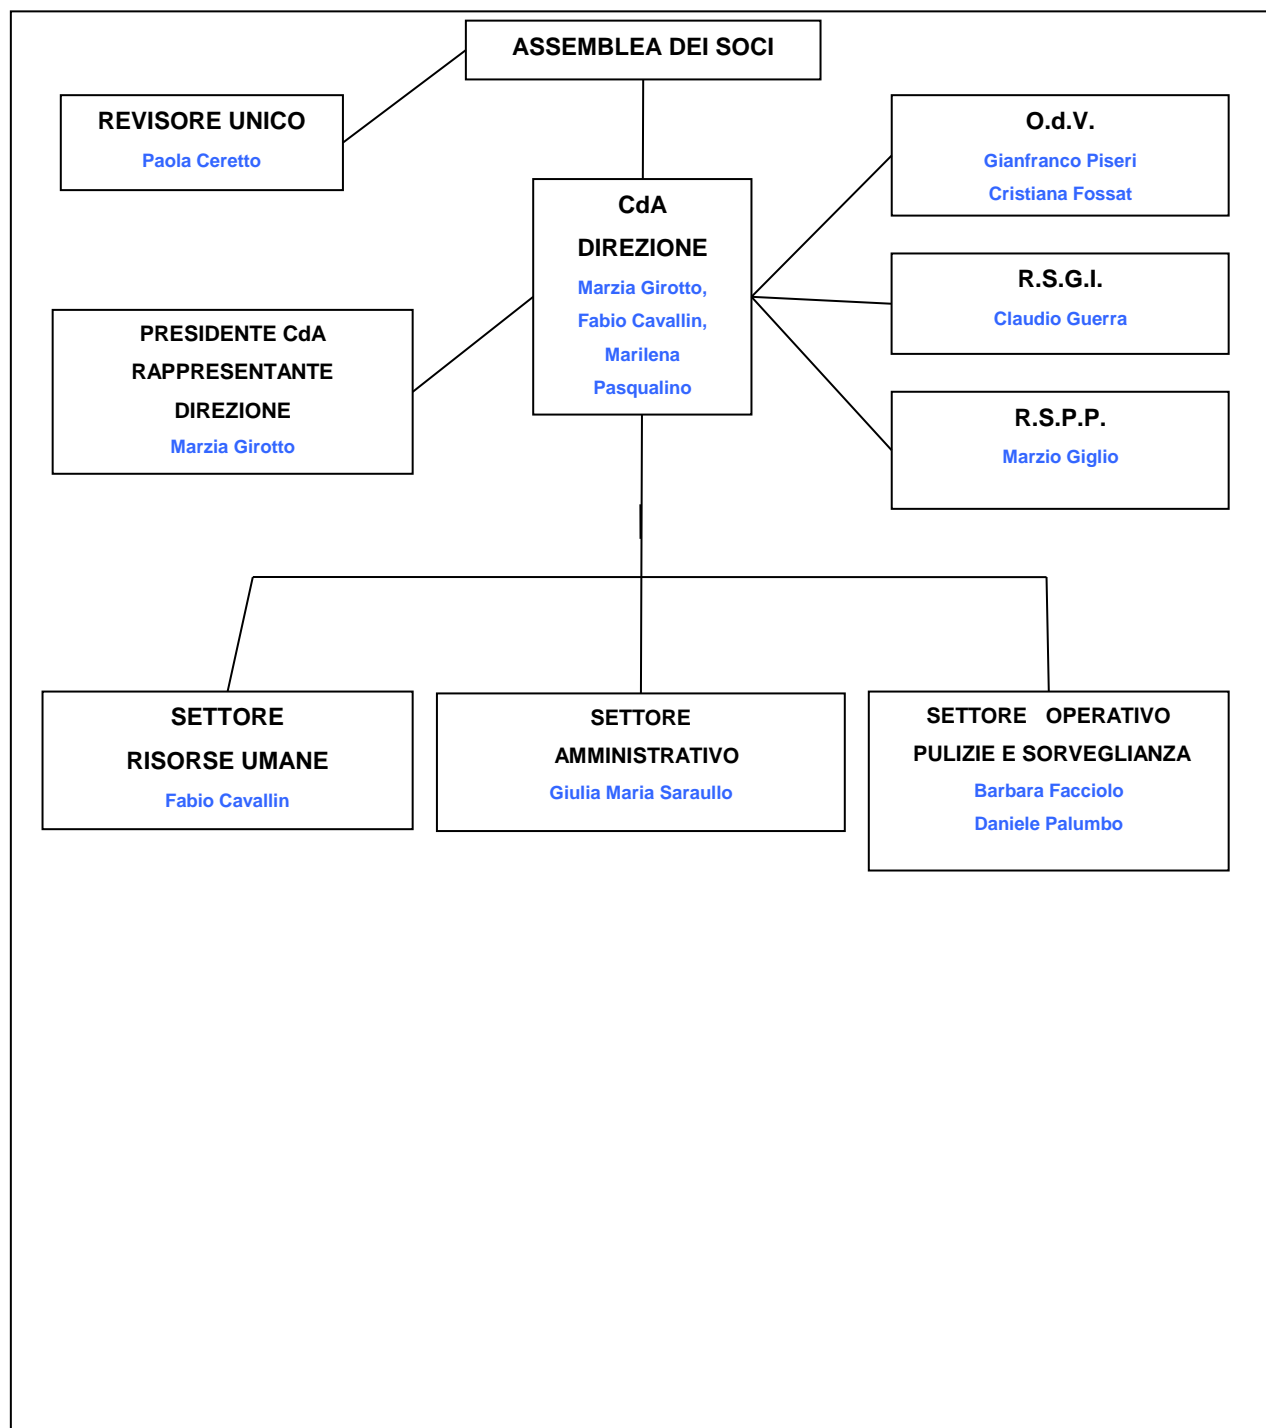 ASSEMBLEA DEI SOCI
REVISORE UNICO
Paola Ceretto
O.d.V.
Gianfranco Piseri
Cristiana Fossat
CdA
DIREZIONE
Marzia Girotto,
Fabio Cavallin,
Marilena
Pasqualino
R.S.G.I.
Claudio Guerra
PRESIDENTE CdA
RAPPRESENTANTE
DIREZIONE
Marzia Girotto
R.S.P.P.
Marzio Giglio
SETTORE
RISORSE UMANE
Fabio Cavallin
SETTORE
AMMINISTRATIVO
Giulia Maria Saraullo
SETTORE OPERATIVO
PULIZIE E SORVEGLIANZA
Barbara Facciolo
Daniele Palumbo